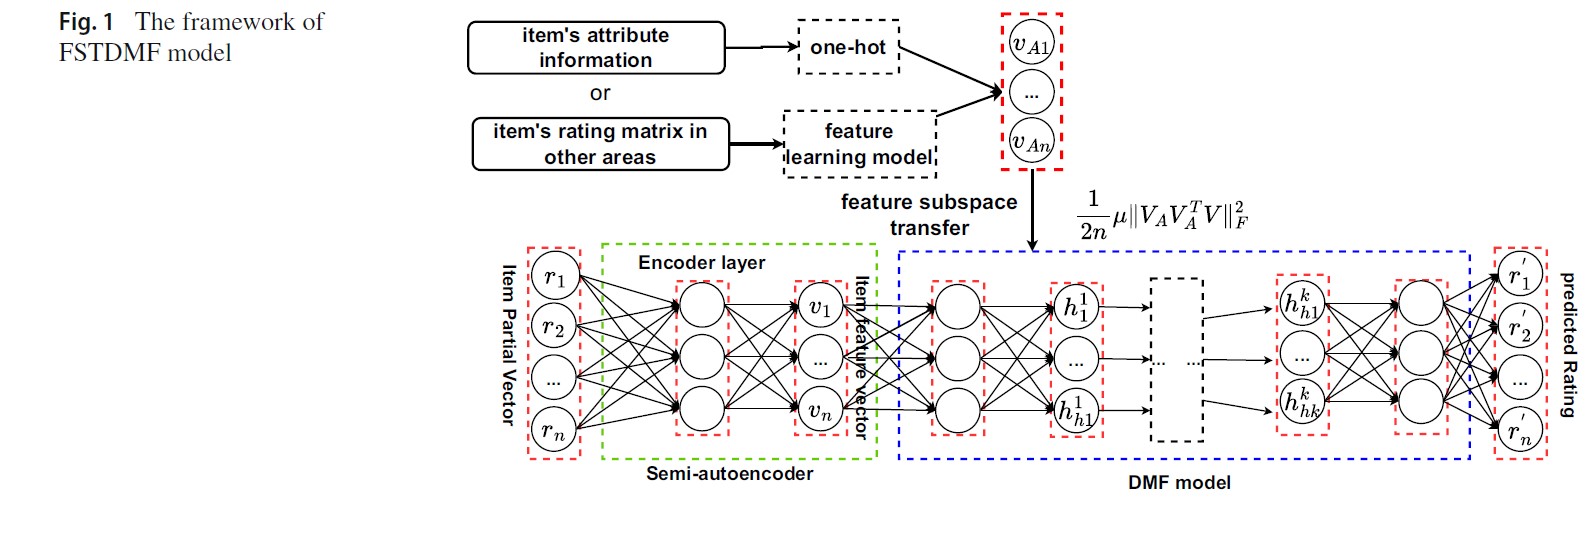 Fig. 1 The framework of
FSTDMF model
item's attribute
information
one-hot
or
item's rating matrix in
other areas
feature
learning model
v_{A1}
...
v_{An}
feature subspace
transfer
\frac{1}{2n} \mu \|V_A V_A^T V\|_F^2
Item Partial Vector
r_1
r_2
...
r_n
Encoder layer
v_1
...
v_n
Item feature vector
Semi-autoencoder
h_1^1
...
h_{h1}^1
... ...
h_{h1}^k
...
h_{hk}^k
DMF model
r_1^'
r_2^'
...
r_n^'
predicted Rating